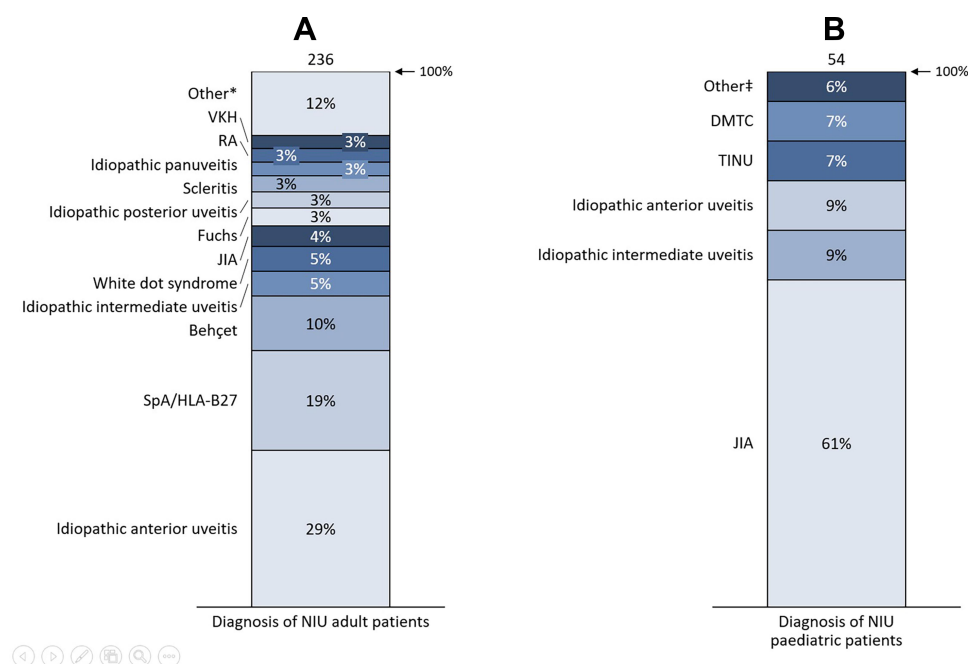 A
236
100%
Other*
12%
VKH
3%
RA
3%
Idiopathic panuveitis
3%
Scleritis
3%
Idiopathic posterior uveitis
3%
Fuchs
3%
JIA
4%
White dot syndrome
5%
Idiopathic intermediate uveitis
5%
Behçet
10%
SpA/HLA-B27
19%
Idiopathic anterior uveitis
29%
Diagnosis of NIU adult patients
B
54
100%
Other‡
6%
DMTC
7%
TINU
7%
Idiopathic anterior uveitis
9%
Idiopathic intermediate uveitis
9%
JIA
61%
Diagnosis of NIU
paediatric patients